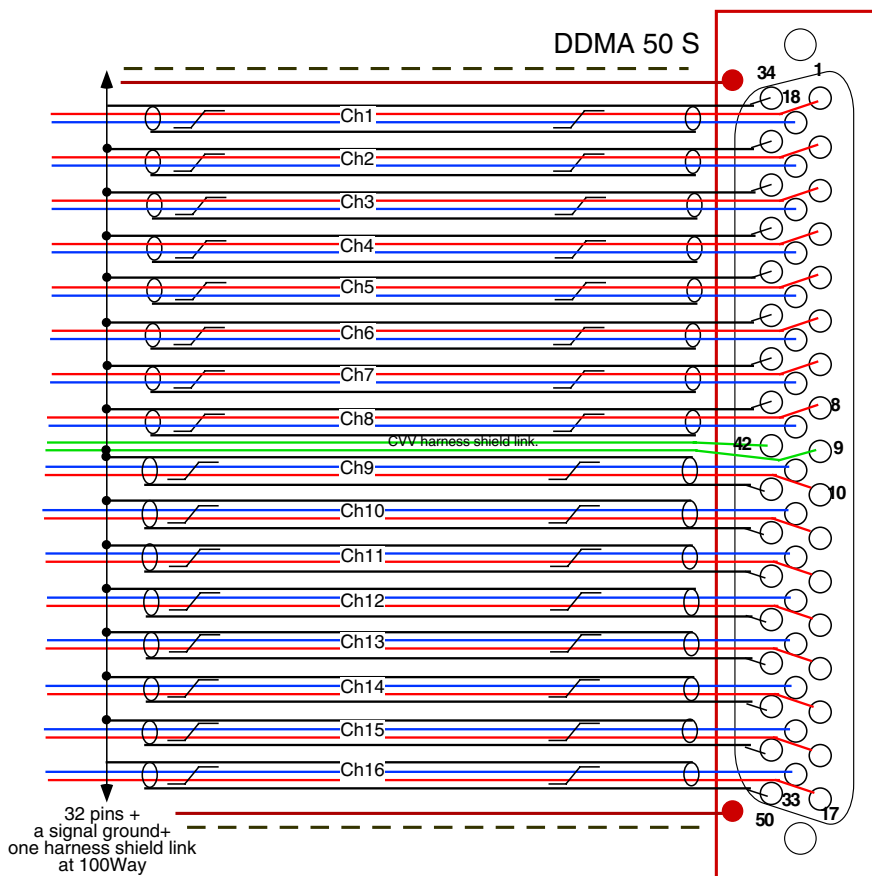 DDMA 50 S
34
1
18
Ch1
Ch2
Ch3
Ch4
Ch5
Ch6
Ch7
8
Ch8
CVV harness shield link.
42
9
Ch9
10
Ch10
Ch11
Ch12
Ch13
Ch14
Ch15
Ch16
33
50
17
32 pins +
a signal ground+
one harness shield link
at 100Way